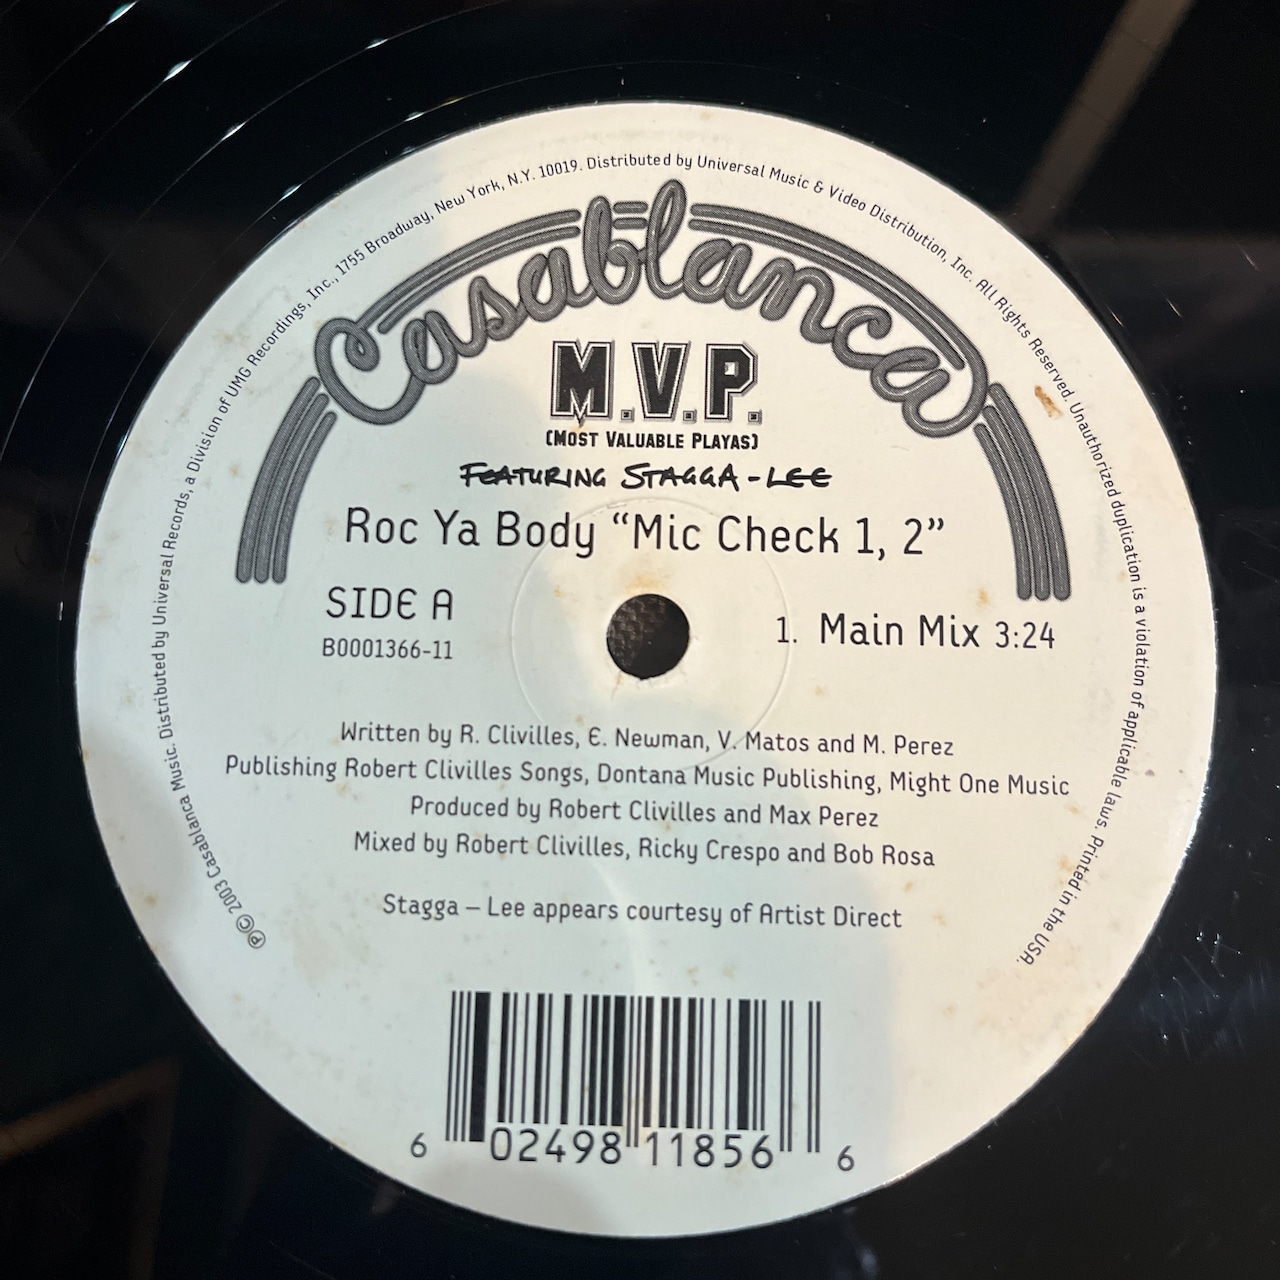 ℗© 2003 Casablanca Music. Distributed by Universal Records, a Division of UMG Recordings, Inc., 1755 Broadway, New York, N.Y. 10019. Distributed by Universal Music & Video Distribution, Inc. All Rights Reserved. Unauthorized duplication is a violation of applicable laws. Printed in the USA.
Casablanca
M.V.P.
(MOST VALUABLE PLAYAS)
FEATURING STAGGA-LEE
Roc Ya Body “Mic Check 1, 2”
SIDE A
B0001366-11
1. Main Mix 3:24
Written by R. Clivilles, E. Newman, V. Matos and M. Perez
Publishing Robert Clivilles Songs, Dontana Music Publishing, Might One Music
Produced by Robert Clivilles and Max Perez
Mixed by Robert Clivilles, Ricky Crespo and Bob Rosa
Stagga – Lee appears courtesy of Artist Direct
6 02498 11856 6